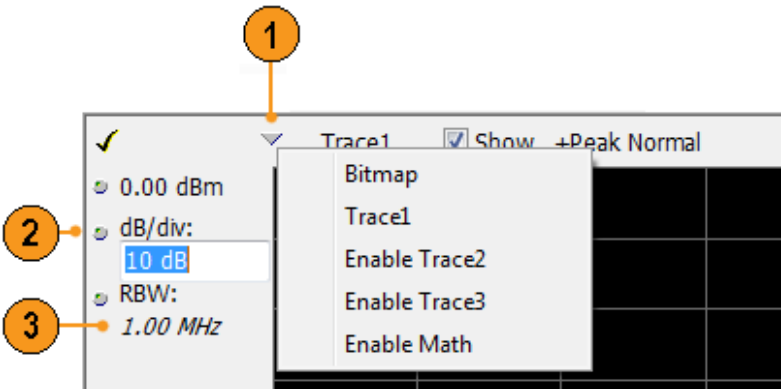 1
Trace1 Show +Peak Normal
0.00 dBm
Bitmap
2
dB/div:
10 dB
Trace1
Enable Trace2
RBW:
Enable Trace3
3
1.00 MHz
Enable Math